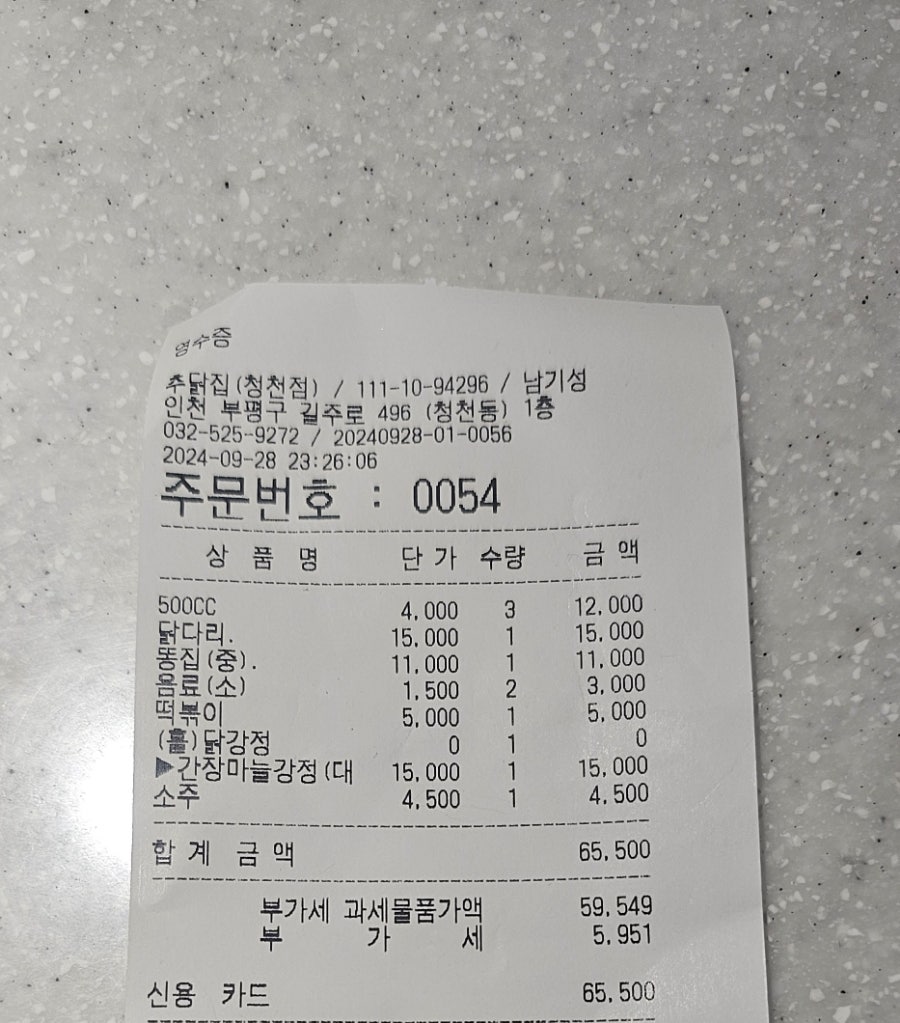 영수증
추닭집(청천점) / 111-10-94296 / 남기성
인천 부평구 길주로 496 (청천동) 1층
032-525-9272 / 20240928-01-0056
2024-09-28 23:26:06
주문번호 : 0054
상 품 명 단 가 수량 금 액
500CC 4,000 3 12,000
닭다리. 15,000 1 15,000
똥집(중). 11,000 1 11,000
음료(소) 1,500 2 3,000
떡볶이 5,000 1 5,000
(홀)닭강정 0 1 0
▶간장마늘강정(대 15,000 1 15,000
소주 4,500 1 4,500
합 계 금 액 65,500
부가세 과세물품가액 59,549
부 가 세 5,951
신용 카드 65,500